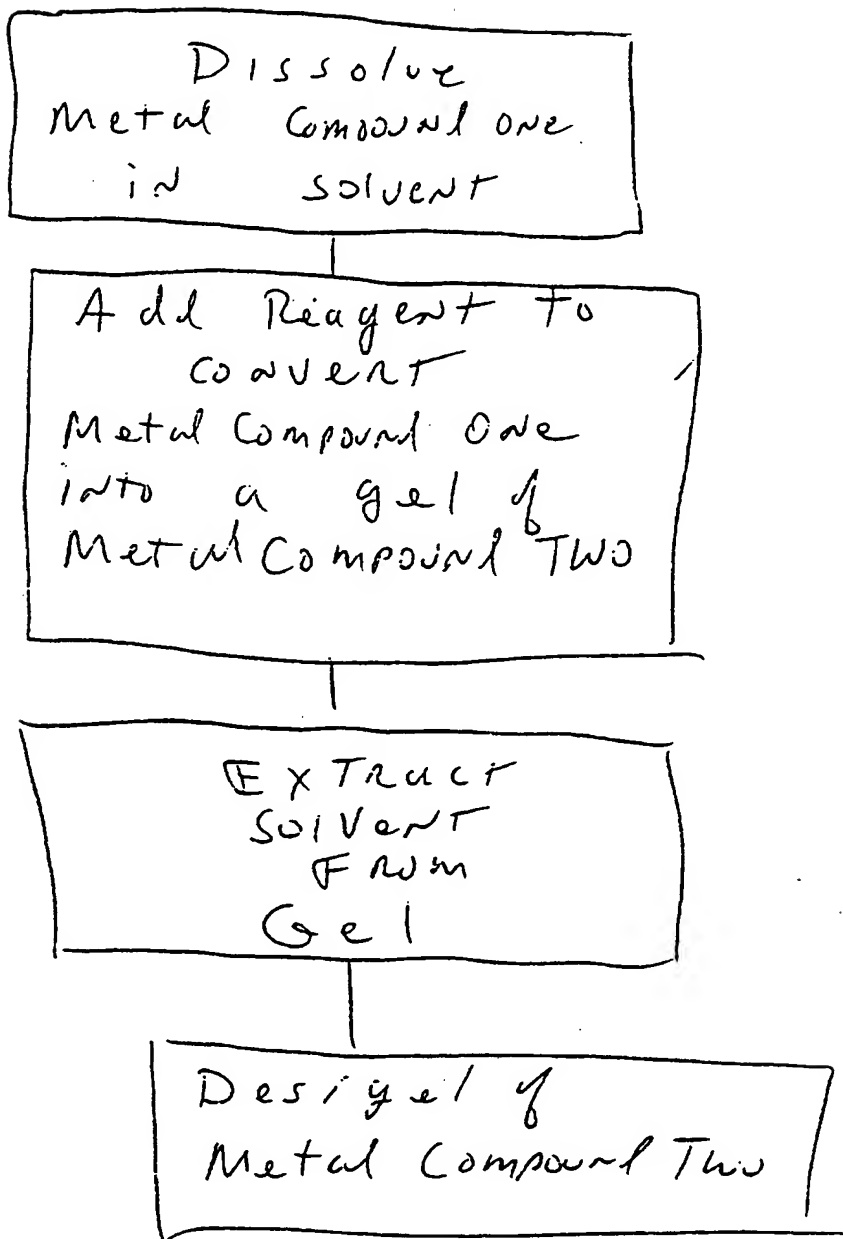 Dissolve
Metal Compound One
in solvent
Add Reagent to
convert
Metal Compound One
into a gel of
Metal Compound Two
Extract
Solvent
From
Gel
Desigel of
Metal Compound Two